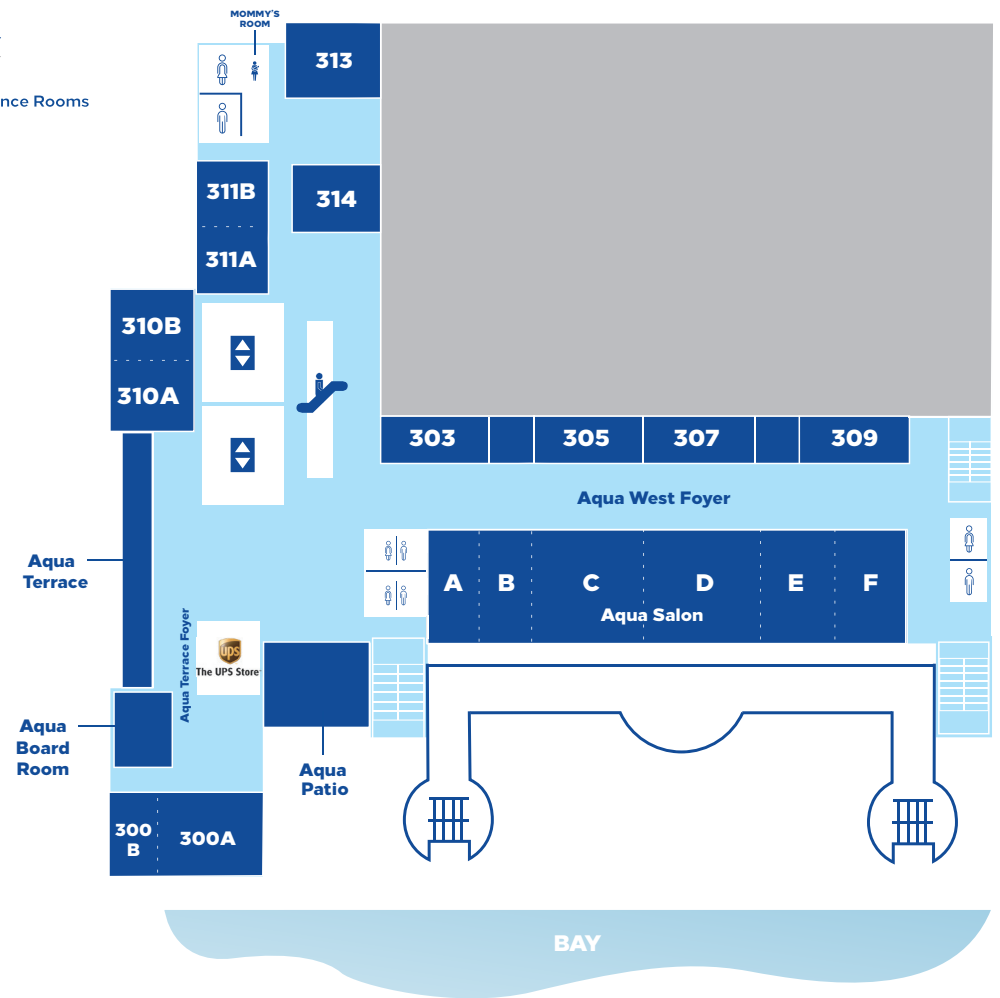 MOMMY'S
ROOM
313
nce Rooms
311B
314
311A
310B
310A
303
305
307
309
Aqua West Foyer
Aqua
Terrace
A
B
C
D
E
F
Aqua Salon
Aqua Terrace Foyer
ups
The UPS Store
Aqua
Board
Room
Aqua
Patio
300
B
300A
BAY